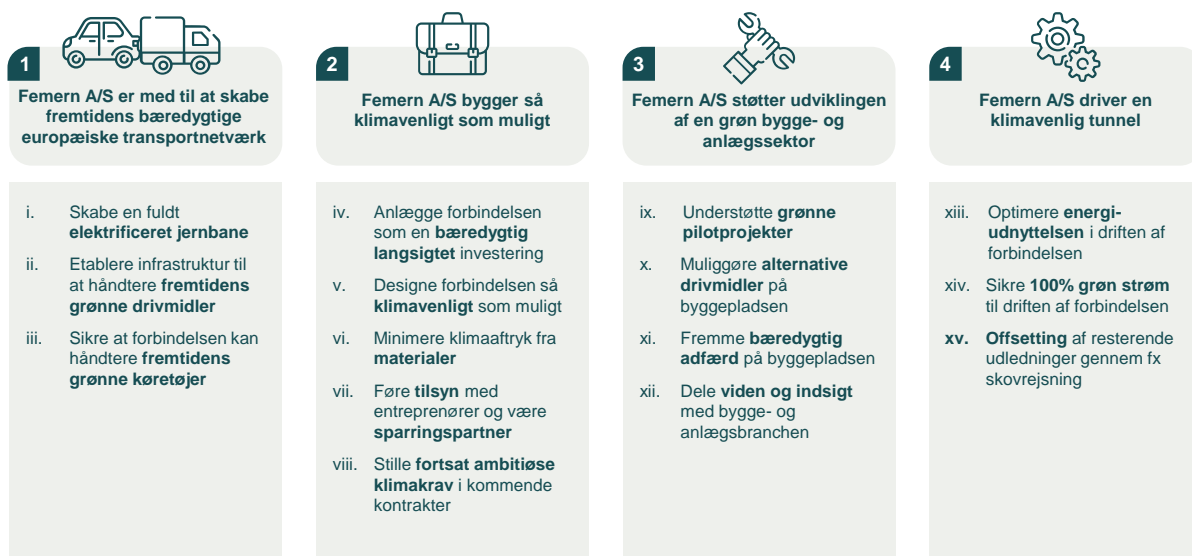 1
Femern A/S er med til at skabe
fremtidens bæredygtige
europæiske transportnetværk
i. Skabe en fuldt
elektrificeret jernbane
ii. Etablere infrastruktur til
at håndtere fremtidens
grønne drivmidler
iii. Sikre at forbindelsen kan
håndtere fremtidens
grønne køretøjer
2
Femern A/S bygger så
klimavenligt som muligt
iv. Anlægge forbindelsen
som en bæredygtig
langsigtet investering
v. Designe forbindelsen så
klimavenligt som muligt
vi. Minimere klimaaftryk fra
materialer
vii. Føre tilsyn med
entreprenører og være
sparringspartner
viii. Stille fortsat ambitiøse
klimakrav i kommende
kontrakter
3
Femern A/S støtter udviklingen
af en grøn bygge- og
anlægssektor
ix. Understøtte grønne
pilotprojekter
x. Muliggøre alternative
drivmidler på
byggepladsen
xi. Fremme bæredygtig
adfærd på byggepladsen
xii. Dele viden og indsigt
med bygge- og
anlægsbranchen
4
Femern A/S driver en
klimavenlig tunnel
xiii. Optimere energi-
udnyttelsen i driften af
forbindelsen
xiv. Sikre 100% grøn strøm
til driften af forbindelsen
xv. Offsetting af resterende
udledninger gennem fx
skovrejsning